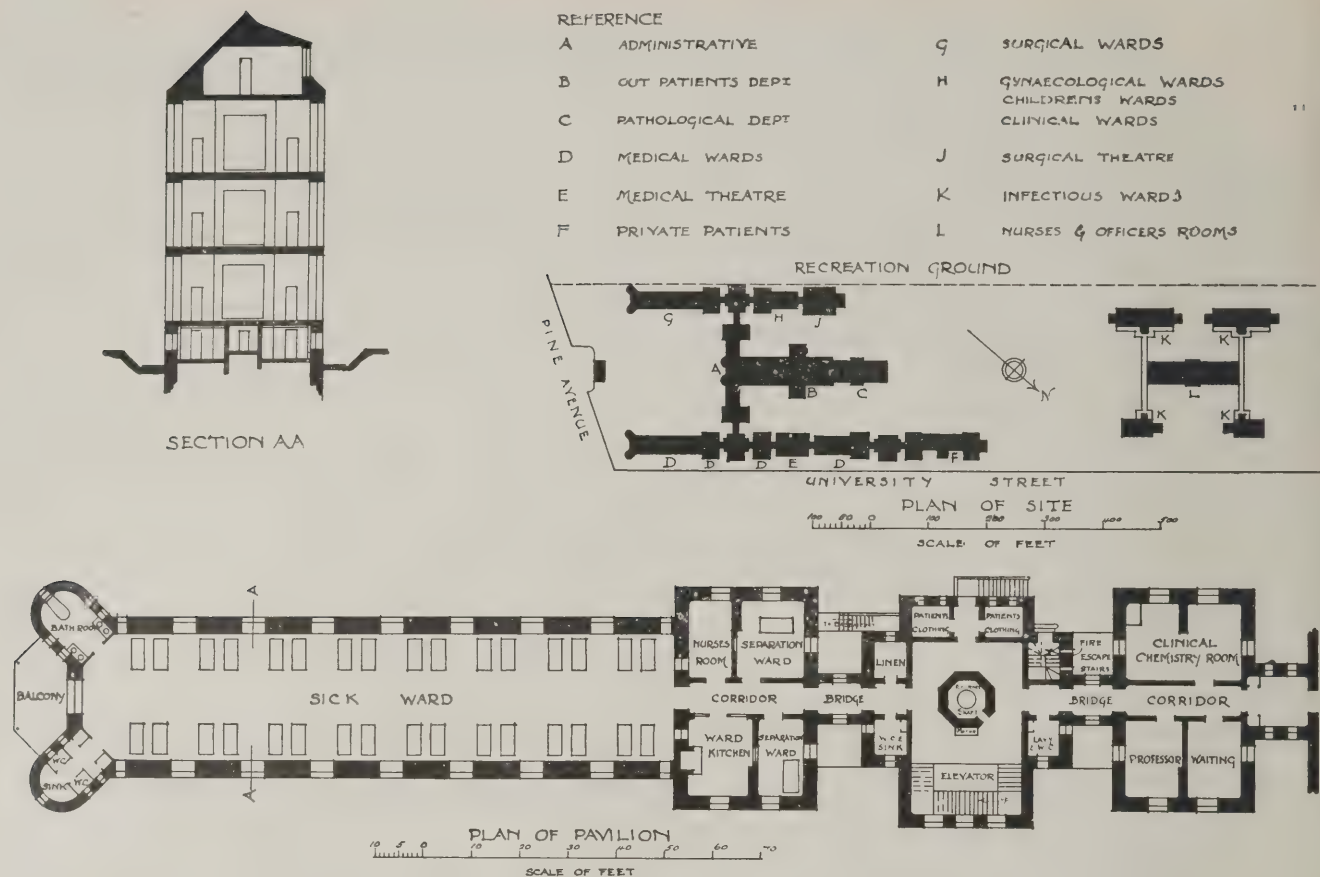 REFERENCE
A ADMINISTRATIVE
B OUT PATIENTS DEPT
C PATHOLOGICAL DEPT
D MEDICAL WARDS
E MEDICAL THEATRE
F PRIVATE PATIENTS
G SURGICAL WARDS
H GYNAECOLOGICAL WARDS
CHILDRENS WARDS
CLINICAL WARDS
J SURGICAL THEATRE
K INFECTIOUS WARDS
L NURSES & OFFICERS ROOMS
SECTION AA
RECREATION GROUND
PINE AVENUE
G H J
A B C
N
K K
L
K K
D D D E D F
UNIVERSITY STREET
PLAN OF SITE
100 50 0 100 200 300 400 500
SCALE OF FEET
A
BATH ROOM
BALCONY
SICK WARD
WC
SINK
WC
A
NURSES ROOM
SEPARATION WARD
CORRIDOR
WARD KITCHEN
SEPARATION WARD
BRIDGE
LINEN
W.C &
SINK
PATIENTS CLOTHING
PATIENTS CLOTHING
SHAFT
ELEVATOR
FIRE
ESCAPE
STAIRS
BRIDGE
LAVY
& W.C
CLINICAL
CHEMISTRY ROOM
CORRIDOR
PROFESSOR
WAITING
PLAN OF PAVILION
10 5 0 10 20 30 40 50 60 70
SCALE OF FEET